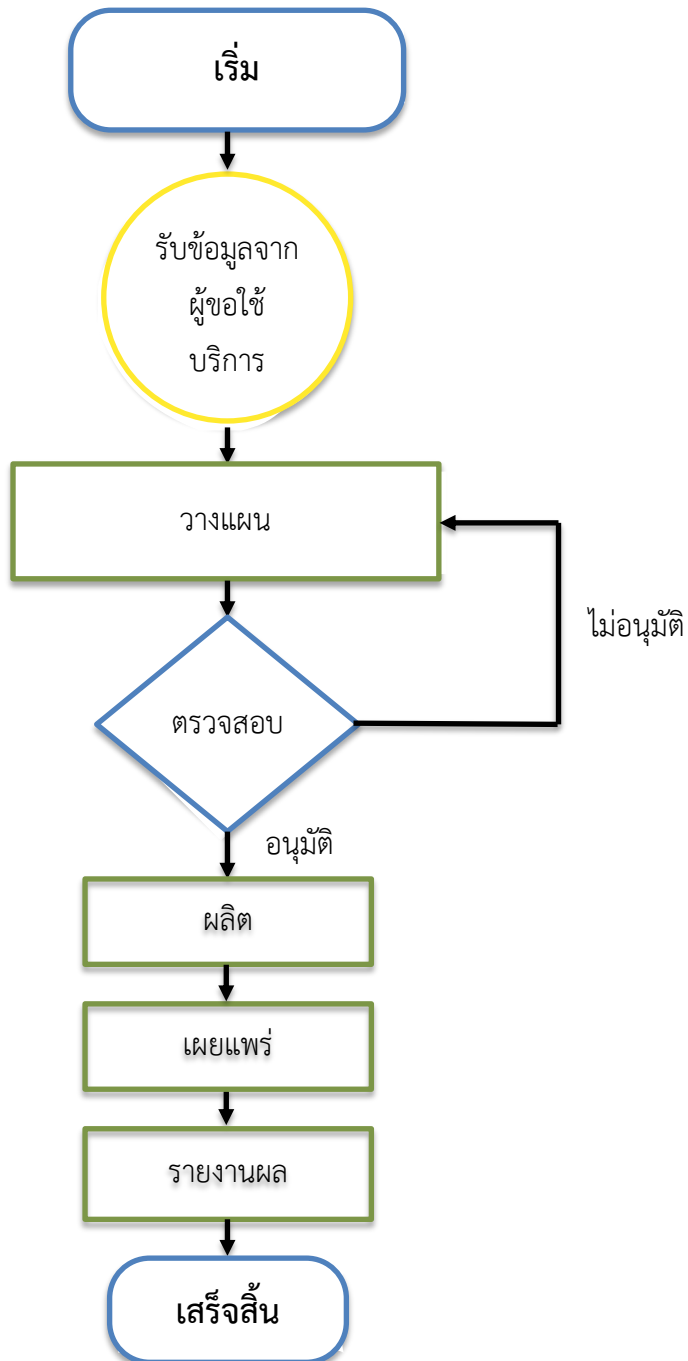 เริ่ม
รับข้อมูลจาก
ผู้ขอใช้
บริการ
วางแผน
ไม่อนุมัติ
ตรวจสอบ
อนุมัติ
ผลิต
เผยแพร่
รายงานผล
เสร็จสิ้น